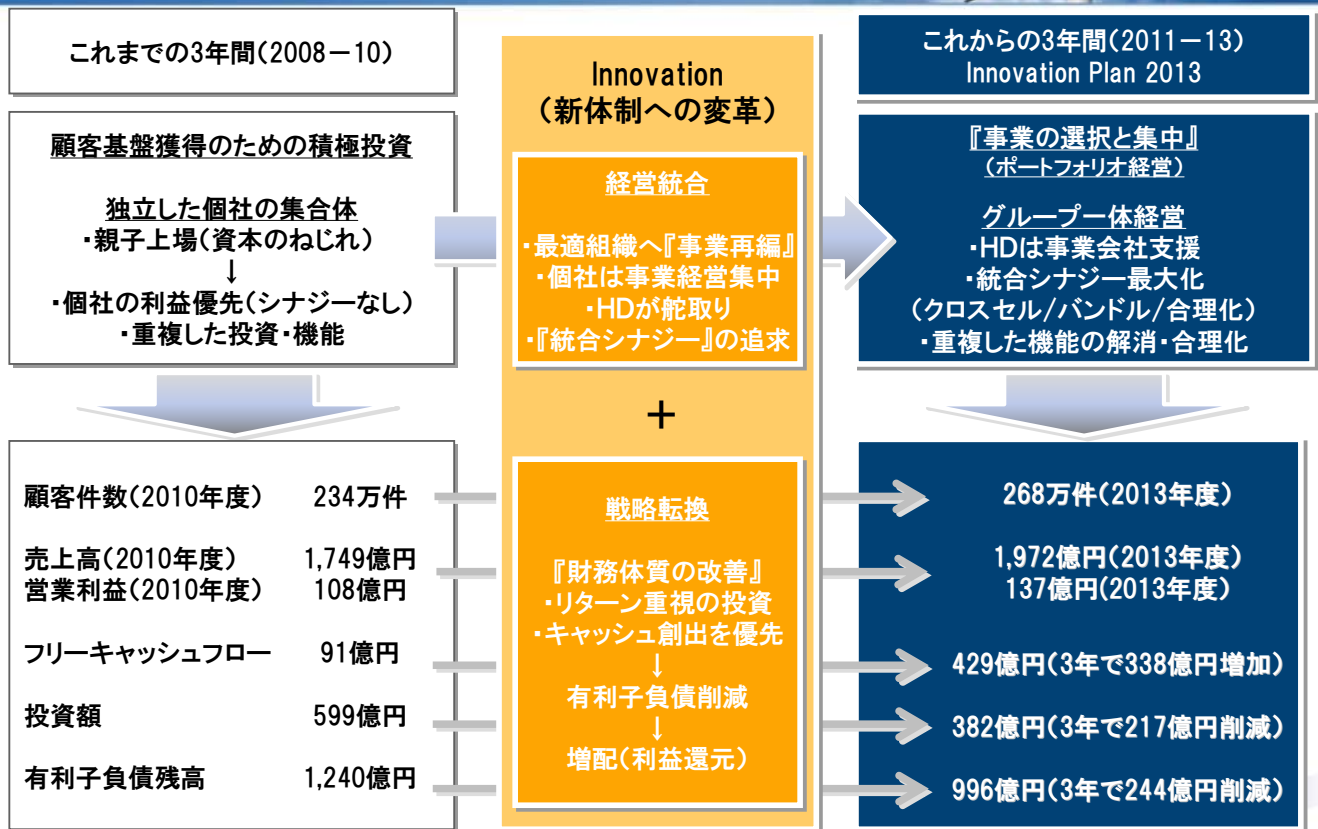 これまでの3年間(2008－10)
顧客基盤獲得のための積極投資
独立した個社の集合体
・親子上場(資本のねじれ)
↓
・個社の利益優先(シナジーなし)
・重複した投資・機能
顧客件数(2010年度) 234万件
売上高(2010年度) 1,749億円
営業利益(2010年度) 108億円
フリーキャッシュフロー 91億円
投資額 599億円
有利子負債残高 1,240億円
Innovation
(新体制への変革)
経営統合
・最適組織へ『事業再編』
・個社は事業経営集中
・HDが舵取り
・『統合シナジー』の追求
＋
戦略転換
『財務体質の改善』
・リターン重視の投資
・キャッシュ創出を優先
↓
有利子負債削減
↓
増配(利益還元)
これからの3年間(2011－13)
Innovation Plan 2013
『事業の選択と集中』
(ポートフォリオ経営)
グループ一体経営
・HDは事業会社支援
・統合シナジー最大化
(クロスセル/バンドル/合理化)
・重複した機能の解消・合理化
268万件(2013年度)
1,972億円(2013年度)
137億円(2013年度)
429億円(3年で338億円増加)
382億円(3年で217億円削減)
996億円(3年で244億円削減)